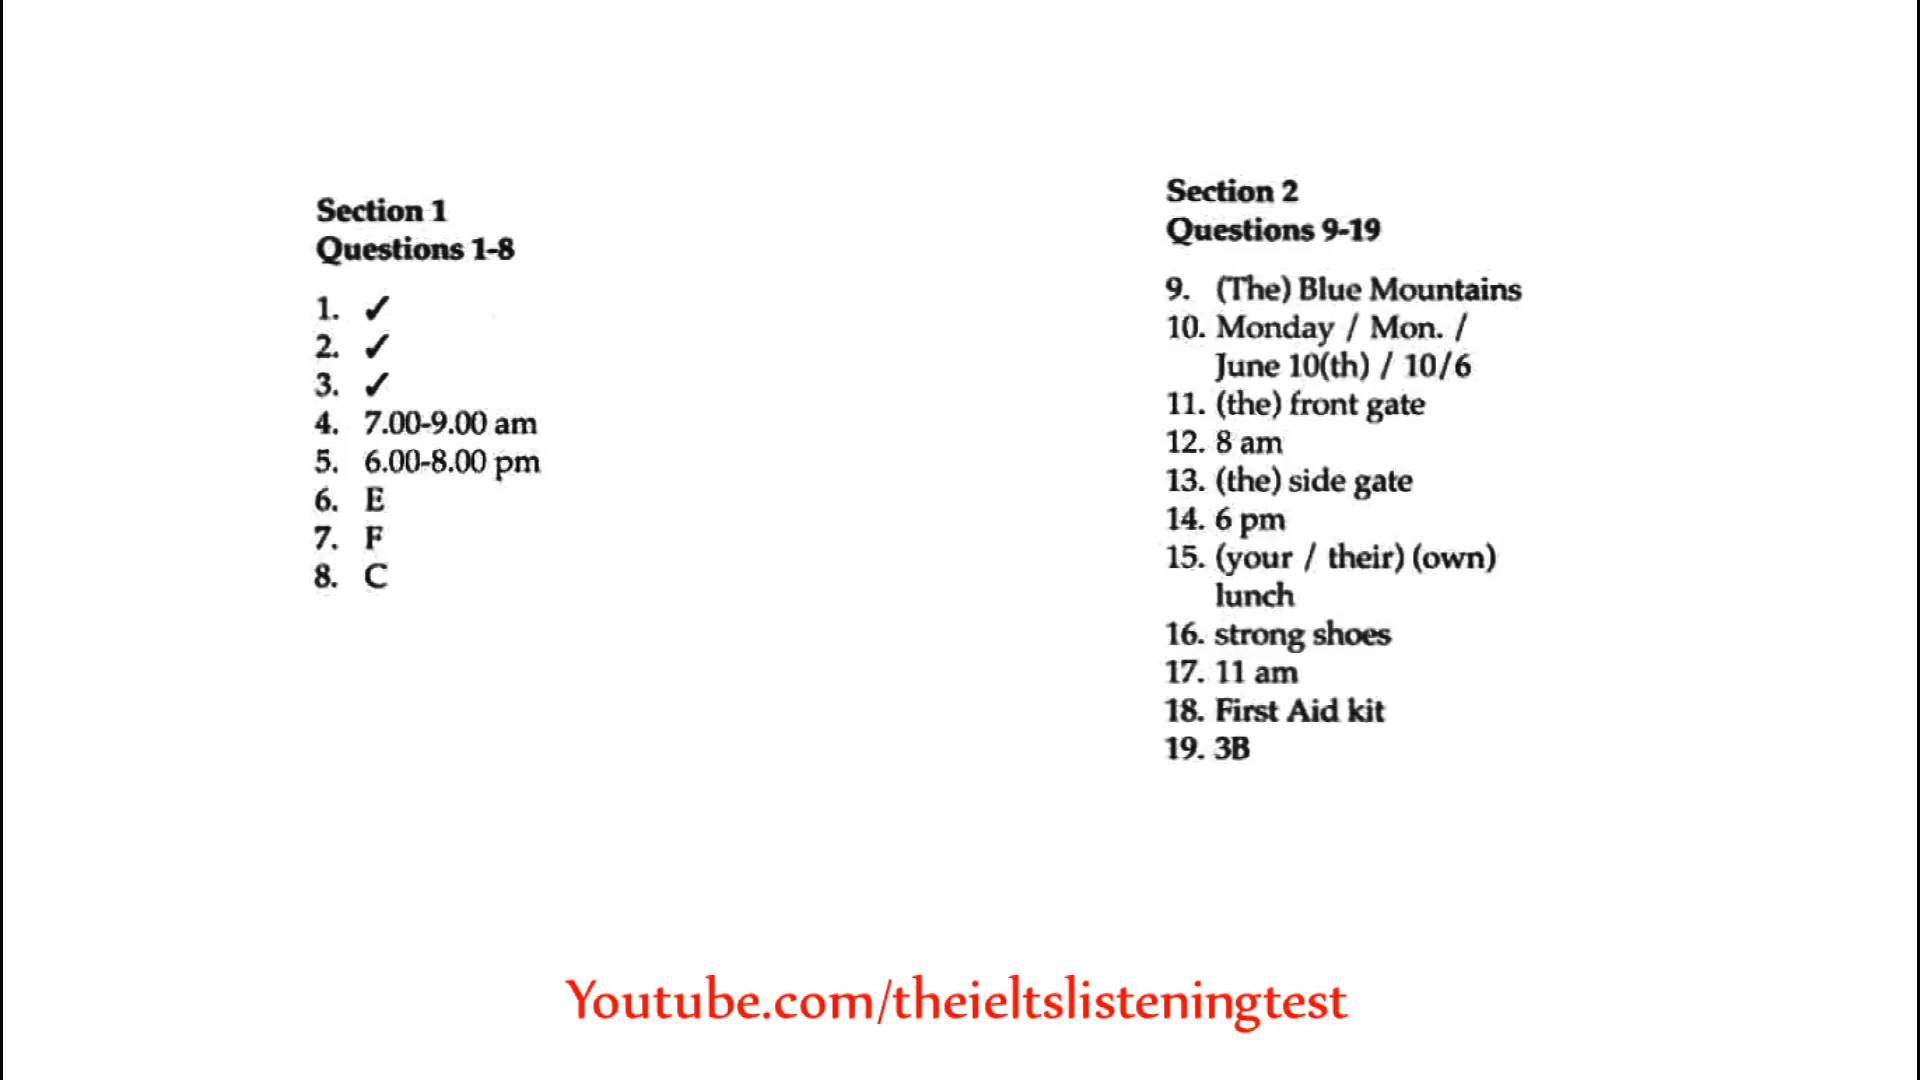 Section 1
Questions 1-8
1. ✓
2. ✓
3. ✓
4. 7.00-9.00 am
5. 6.00-8.00 pm
6. E
7. F
8. C
Section 2
Questions 9-19
9. (The) Blue Mountains
10. Monday / Mon. /
June 10(th) / 10/6
11. (the) front gate
12. 8 am
13. (the) side gate
14. 6 pm
15. (your / their) (own)
lunch
16. strong shoes
17. 11 am
18. First Aid kit
19. 3B
Youtube.com/theieltslisteningtest